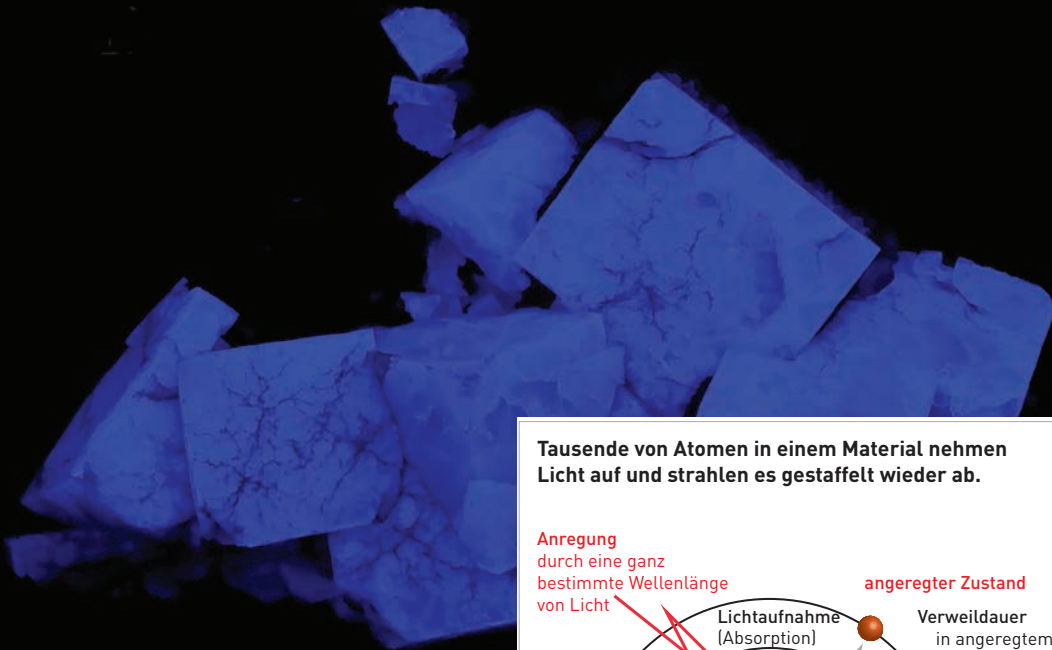 Tausende von Atomen in einem Material nehmen
Licht auf und strahlen es gestaffelt wieder ab.
Anregung
durch eine ganz
bestimmte Wellenlänge
von Licht
angeregter Zustand
Lichtaufnahme
(Absorption)
Verweildauer
in angeregtem